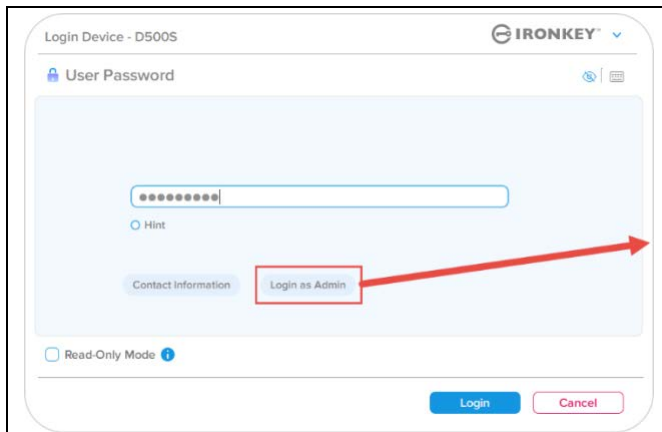 Login Device - D500S
IRONKEY
User Password
Hint
Contact Information Login as Admin
Read-Only Mode
Login Cancel